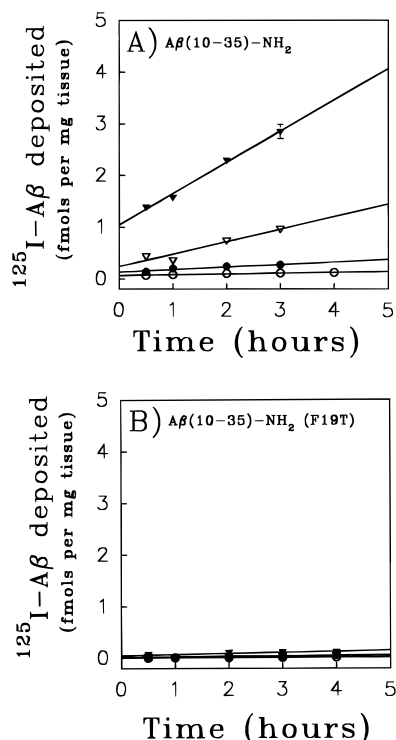 A) Aβ(10−35)−NH₂
¹²⁵I−Aβ deposited
(fmols per mg tissue)
5
4
3
2
1
0
0 1 2 3 4 5
Time (hours)
B) Aβ(10−35)−NH₂ (F19T)
¹²⁵I−Aβ deposited
(fmols per mg tissue)
5
4
3
2
1
0
0 1 2 3 4 5
Time (hours)